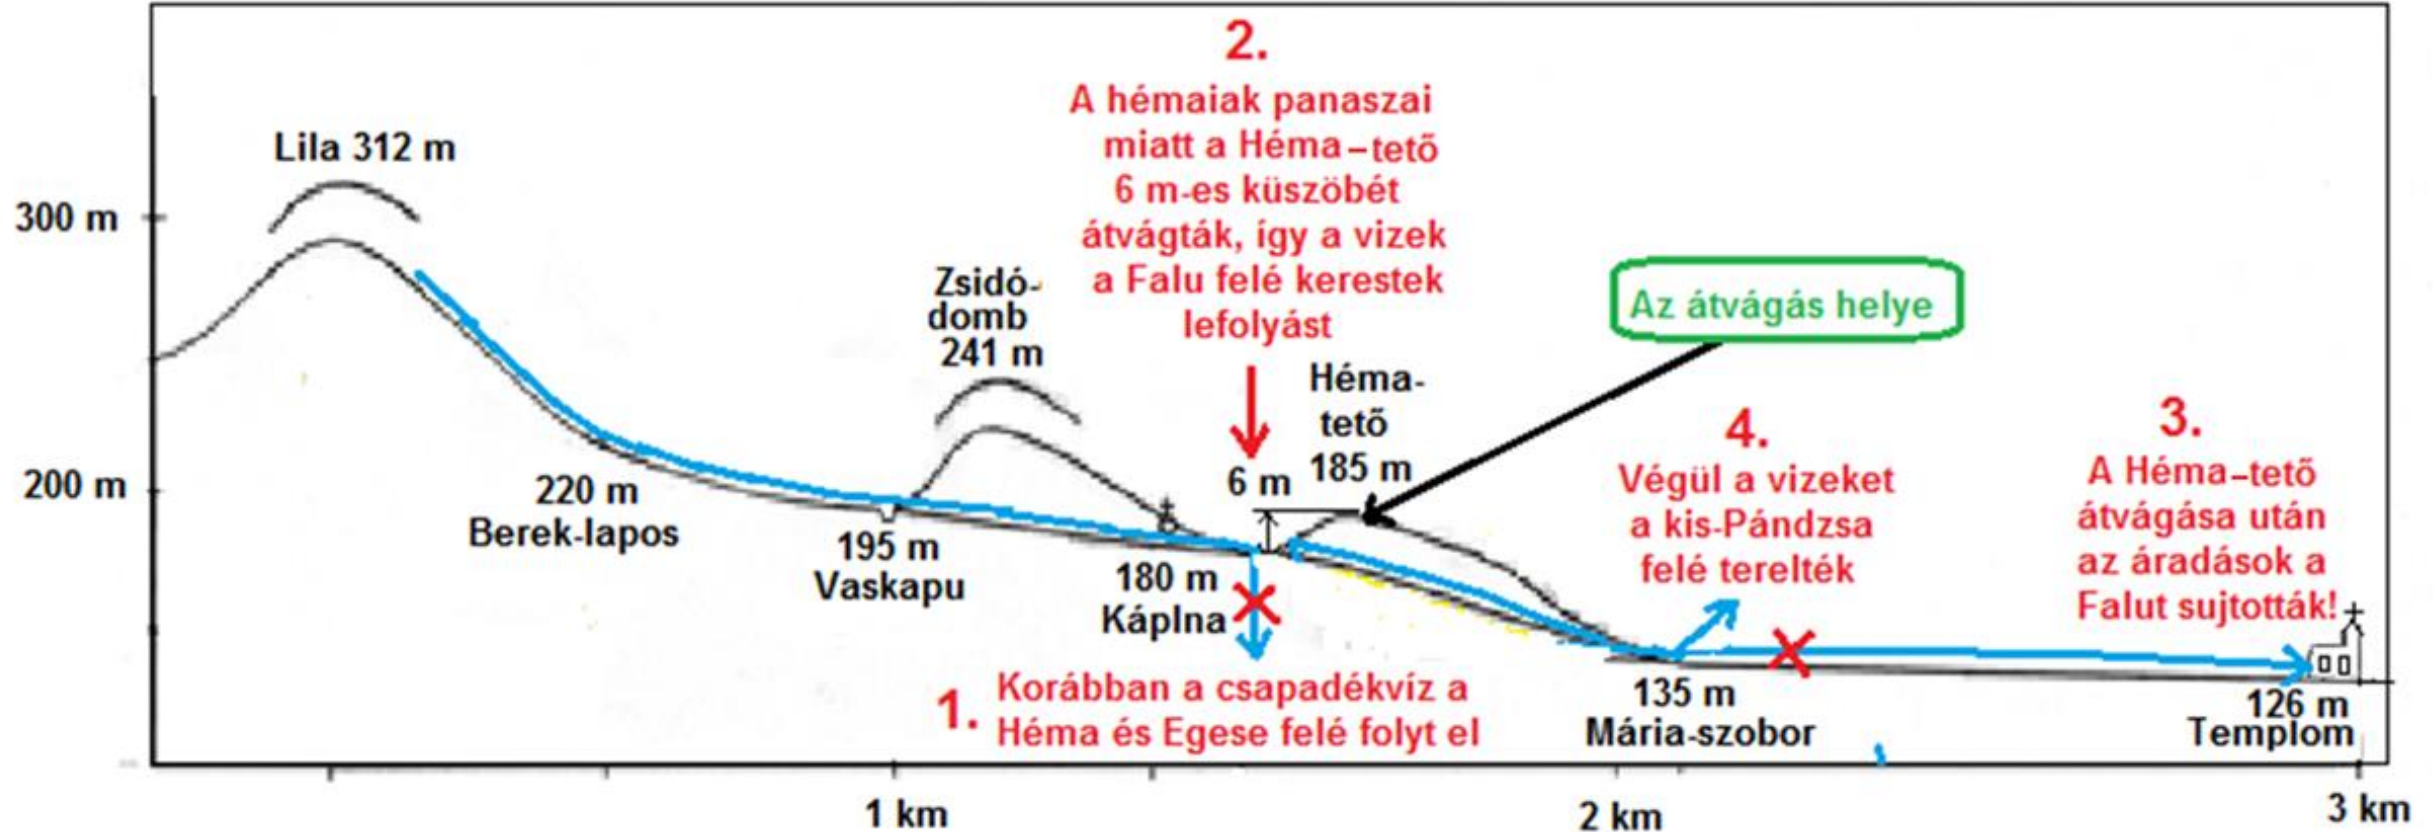 2.
A hémaiak panaszai
miatt a Héma–tető
6 m-es küszöbét
átvágták, így a vizek
a Falu felé kerestek
lefolyást
Lila 312 m
300 m
Zsidó-
domb
241 m
Az átvágás helye
Héma-
tető
185 m
6 m
200 m
220 m
Berek-lapos
195 m
Vaskapu
180 m
Káplna
4.
Végül a vizeket
a kis-Pándzsa
felé terelték
3.
A Héma–tető
átvágása után
az áradások a
Falut sujtották!
1.
Korábban a csapadékvíz a
Héma és Egese felé folyt el
135 m
Mária-szobor
126 m
Templom
1 km
2 km
3 km